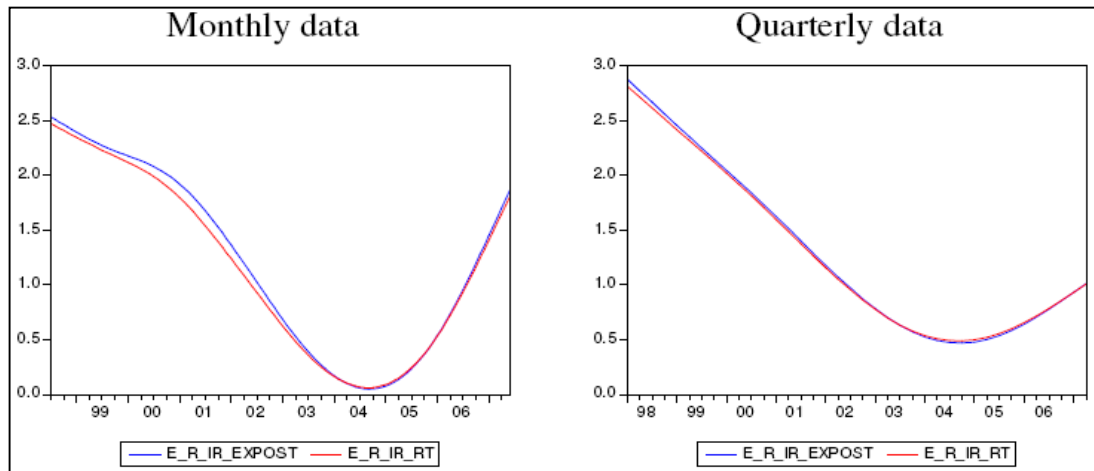 Monthly data
Quarterly data
3.0
2.5
2.0
1.5
1.0
0.5
0.0
99 00 01 02 03 04 05 06
E_R_IR_EXPOST E_R_IR_RT
3.0
2.5
2.0
1.5
1.0
0.5
0.0
98 99 00 01 02 03 04 05 06
E_R_IR_EXPOST E_R_IR_RT